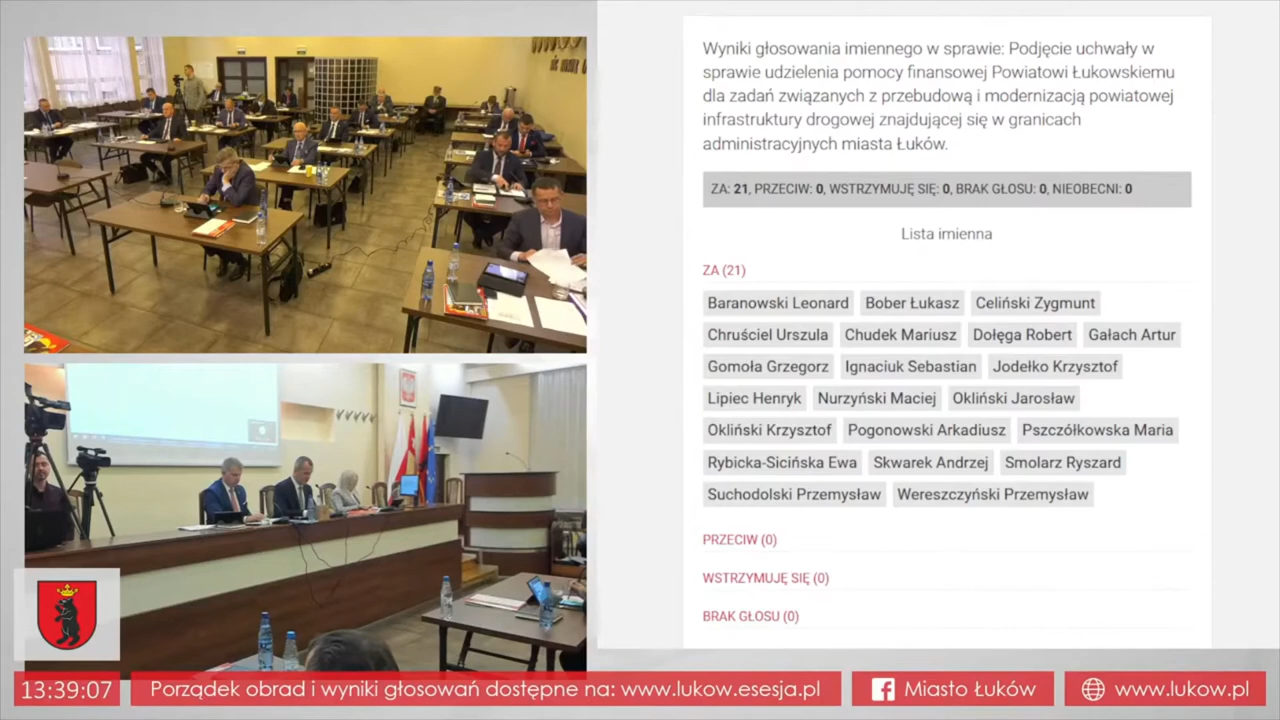 Wyniki głosowania imiennego w sprawie: Podjęcie uchwały w
sprawie udzielenia pomocy finansowej Powiatowi Łukowskiemu
dla zadań związanych z przebudową i modernizacją powiatowej
infrastruktury drogowej znajdującej się w granicach
administracyjnych miasta Łuków.
ZA: 21, PRZECIW: 0, WSTRZYMUJĘ SIĘ: 0, BRAK GŁOSU: 0, NIEOBECNI: 0
Lista imienna
ZA (21)
Baranowski Leonard Bober Łukasz Celiński Zygmunt
Chruściel Urszula Chudek Mariusz Dołęga Robert Gałach Artur
Gomoła Grzegorz Ignaciuk Sebastian Jodełko Krzysztof
Lipiec Henryk Nurzyński Maciej Okliński Jarosław
Okliński Krzysztof Pogonowski Arkadiusz Pszczółkowska Maria
Rybicka-Sicińska Ewa Skwarek Andrzej Smolarz Ryszard
Suchodolski Przemysław Wereszczyński Przemysław
PRZECIW (0)
WSTRZYMUJĘ SIĘ (0)
BRAK GŁOSU (0)
13:39:07 Porządek obrad i wyniki głosowań dostępne na: www.lukow.esesja.pl Miasto Łuków www.lukow.pl